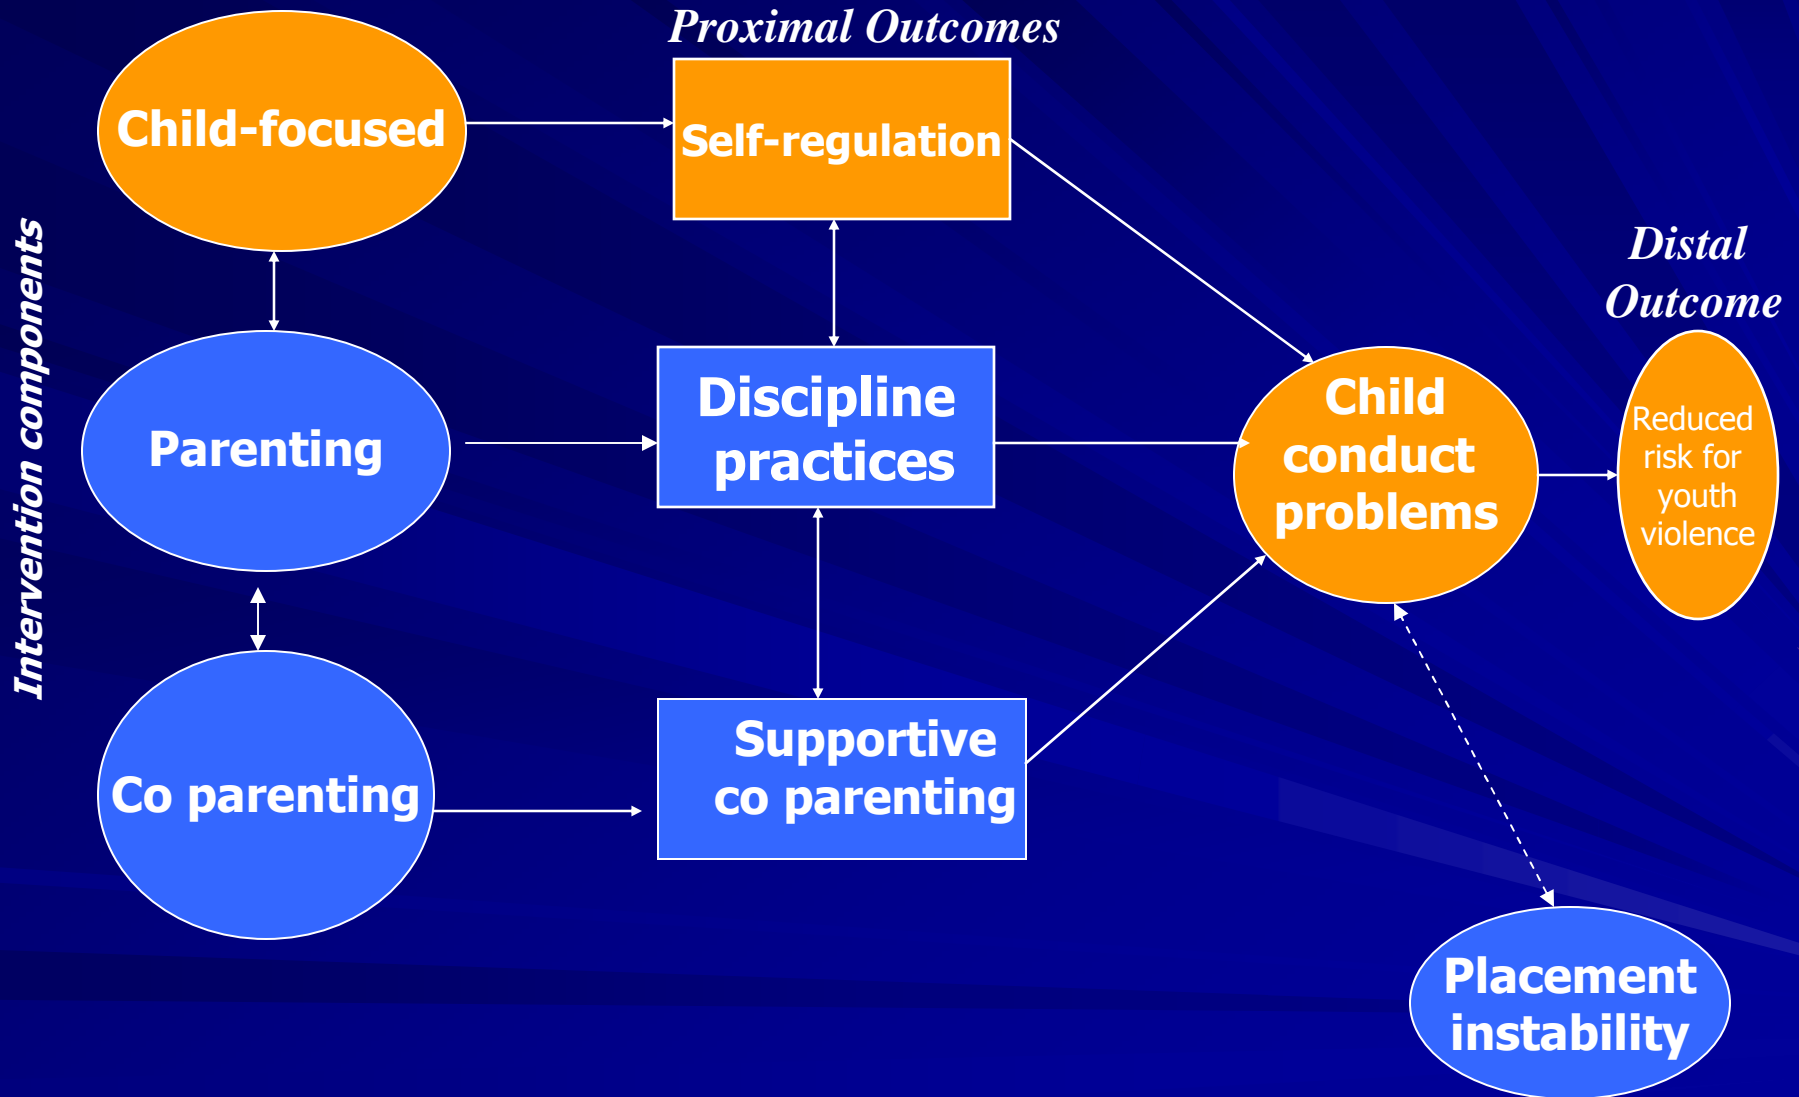 Proximal Outcomes
Child-focused
Self-regulation
Intervention components
Distal
Outcome
Parenting
Discipline
practices
Child
conduct
problems
Reduced
risk for
youth
violence
Co parenting
Supportive
co parenting
Placement
instability